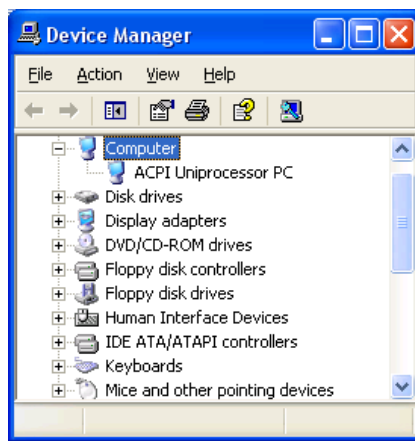 Device Manager
File Action View Help
Computer
ACPI Uniprocessor PC
Disk drives
Display adapters
DVD/CD-ROM drives
Floppy disk controllers
Floppy disk drives
Human Interface Devices
IDE ATA/ATAPI controllers
Keyboards
Mice and other pointing devices